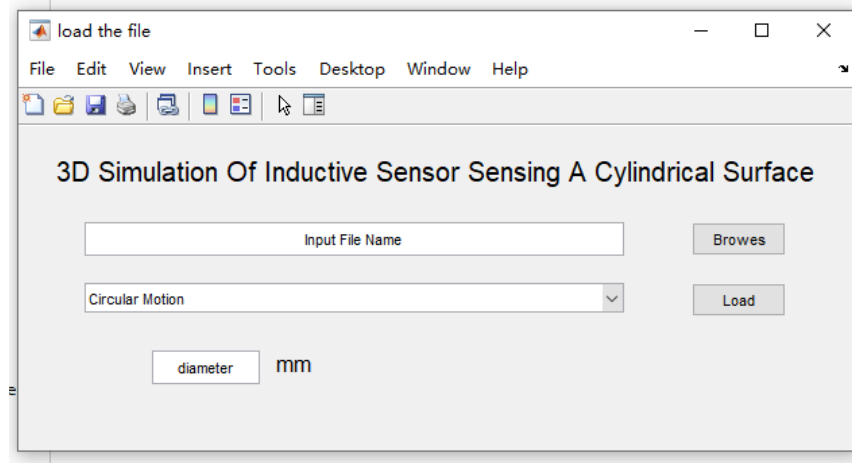 load the file
File Edit View Insert Tools Desktop Window Help
3D Simulation Of Inductive Sensor Sensing A Cylindrical Surface
Input File Name
Browes
Circular Motion
Load
diameter mm
e